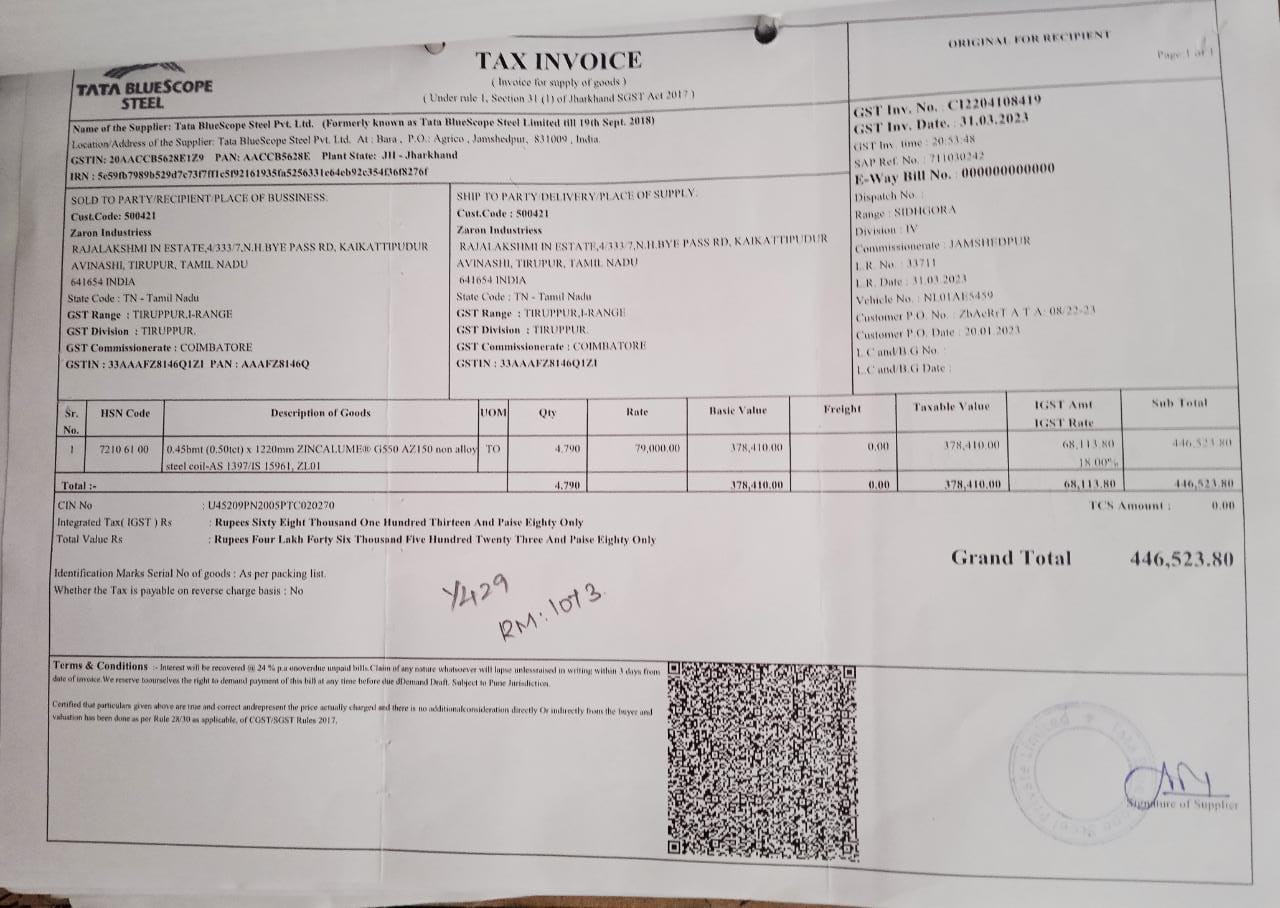 ORIGINAL FOR RECIPIENT
Page 1 of 1
TATA BLUESCOPE
STEEL
TAX INVOICE
( Invoice for supply of goods )
( Under rule 1, Section 31 (1) of Jharkhand SGST Act 2017 )
Name of the Supplier: Tata BlueScope Steel Pvt. Ltd. (Formerly known as Tata BlueScope Steel Limited till 19th Sept. 2018)
Location/Address of the Supplier: Tata BlueScope Steel Pvt. Ltd. At : Bara , P.O.: Agrico , Jamshedpur, 831009 , India.
GSTIN: 20AACCB5628E1Z9 PAN: AACCB5628E Plant State: JH - Jharkhand
IRN :
GST Inv. No. : CI2204108419
GST Inv. Date. : 31.03.2023
GST Inv. time : 20:53:48
SAP Ref. No. : 711030242
E-Way Bill No. : 000000000000
Dispatch No. :
Range : SIDHGORA
Division : IV
Commissionerate : JAMSHEDPUR
L.R. No : 33711
L.R. Date : 31.03.2023
Vehicle No. : NL01AE5459
Customer P.O. No. : ZbAcRrT A T A: 08/22-23
Customer P.O. Date : 20.01.2023
L.C and/B.G No. :
L.C and/B.G Date :
SOLD TO PARTY/RECIPIENT/PLACE OF BUSSINESS:
Cust.Code: 500421
Zaron Industriess
RAJALAKSHMI IN ESTATE,4/333/7,N.H.BYE PASS RD, KAIKATTIPUDUR
AVINASHI, TIRUPUR, TAMIL NADU
641654 INDIA
State Code : TN - Tamil Nadu
GST Range : TIRUPPUR,I-RANGE
GST Division : TIRUPPUR.
GST Commissionerate : COIMBATORE
GSTIN : 33AAAFZ8146Q1Z1 PAN : AAAFZ8146Q
SHIP TO PARTY/DELIVERY/PLACE OF SUPPLY.
Cust.Code : 500421
Zaron Industriess
RAJALAKSHMI IN ESTATE,4/333/7,N.H.BYE PASS RD, KAIKATTIPUDUR
AVINASHI, TIRUPUR, TAMIL NADU
641654 INDIA
State Code : TN - Tamil Nadu
GST Range : TIRUPPUR,I-RANGE
GST Division : TIRUPPUR.
GST Commissionerate : COIMBATORE
GSTIN : 33AAAFZ8146Q1Z1
Sr. No. HSN Code Description of Goods UOM Qty Rate Basic Value Freight Taxable Value IGST Amt IGST Rate Sub Total
1 7210 61 00 0.45bmt (0.50tct) x 1220mm ZINCALUME® G550 AZ150 non alloy TO 4.790 79,000.00 378,410.00 0.00 378,410.00 68,113.80 446,523.80
steel coil-AS 1397/IS 15961, ZL01 18.00%
Total :- 4.790 378,410.00 0.00 378,410.00 68,113.80 446,523.80
CIN No : U45209PN2005PTC020270
TCS Amount : 0.00
Integrated Tax( IGST ) Rs : Rupees Sixty Eight Thousand One Hundred Thirteen And Paise Eighty Only
Total Value Rs : Rupees Four Lakh Forty Six Thousand Five Hundred Twenty Three And Paise Eighty Only
Grand Total 446,523.80
Identification Marks Serial No of goods : As per packing list.
Whether the Tax is payable on reverse charge basis : No
Y429
RM:1073
Terms & Conditions :- Interest will be recovered @ 24 % p.a onoverdue unpaid bills.Claim of any nature whatsoever will lapse unlessraised in writing within 3 days from
date of invoice.We reserve toourselves the right to demand payment of this bill at any time before due dDemand Draft. Subject to Pune Jurisdiction.
Certified that particulars given above are true and correct andrepresent the price actually charged and there is no additionalconsideration directly Or indirectly from the buyer and
valuation has been done as per Rule 28/30 as applicable, of CGST/SGST Rules 2017.
Signature of Supplier